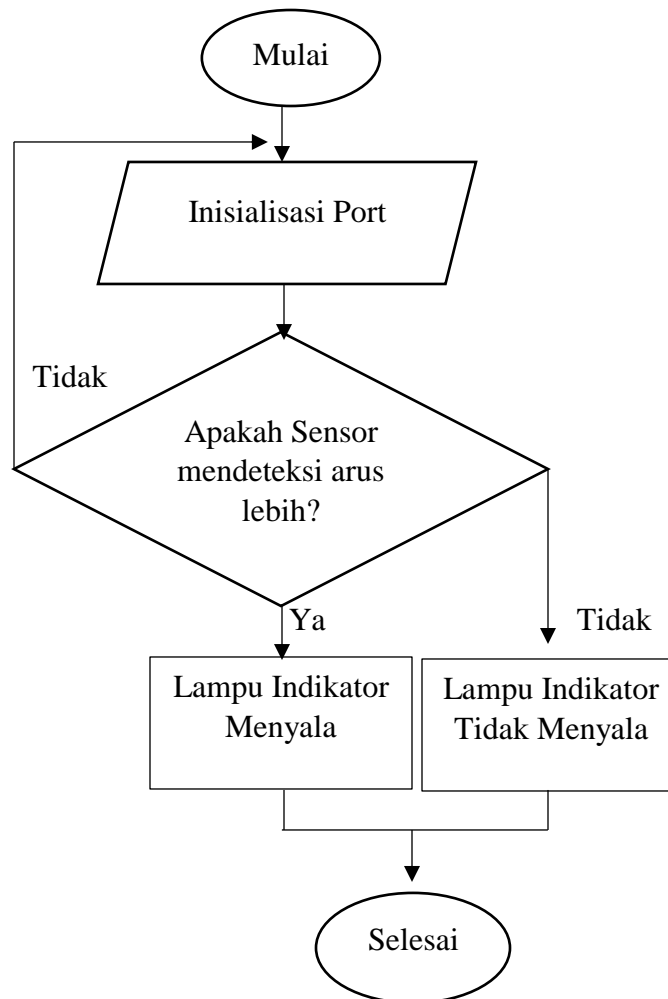 Mulai
Inisialisasi Port
Tidak
Apakah Sensor
mendeteksi arus
lebih?
Ya
Tidak
Lampu Indikator
Menyala
Lampu Indikator
Tidak Menyala
Selesai